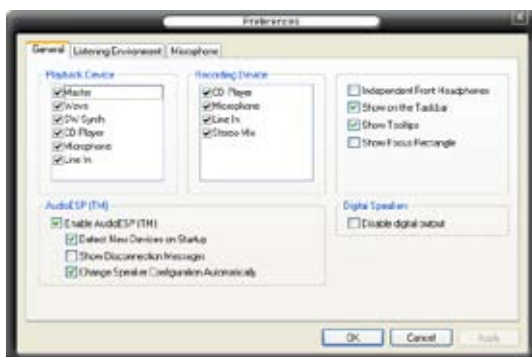 Preferences
General
Listening Environment
Microphone
Playback Device
Master
Wave
SW Synth
CD Player
Microphone
Line In
Recording Device
CD Player
Microphone
Line In
Stereo Mix
Independent Front Headphones
Show on the Taskbar
Show Tooltips
Show Focus Rectangle
AudioESP (TM)
Enable AudioESP (TM)
Detect New Devices on Startup
Show Disconnection Messages
Change Speaker Configuration Automatically
Digital Speakers
Disable digital output
OK
Cancel
Apply